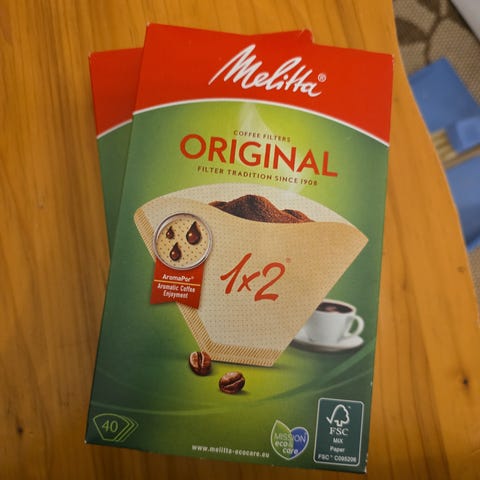 Melitta®
COFFEE FILTERS
ORIGINAL
FILTER TRADITION SINCE 1908
1x2®
AromaPor®
Aromatic Coffee
Enjoyment
40
www.melitta-ecocare.eu
MISSION
eco &
care
FSC
MIX
Paper
FSC® C095206